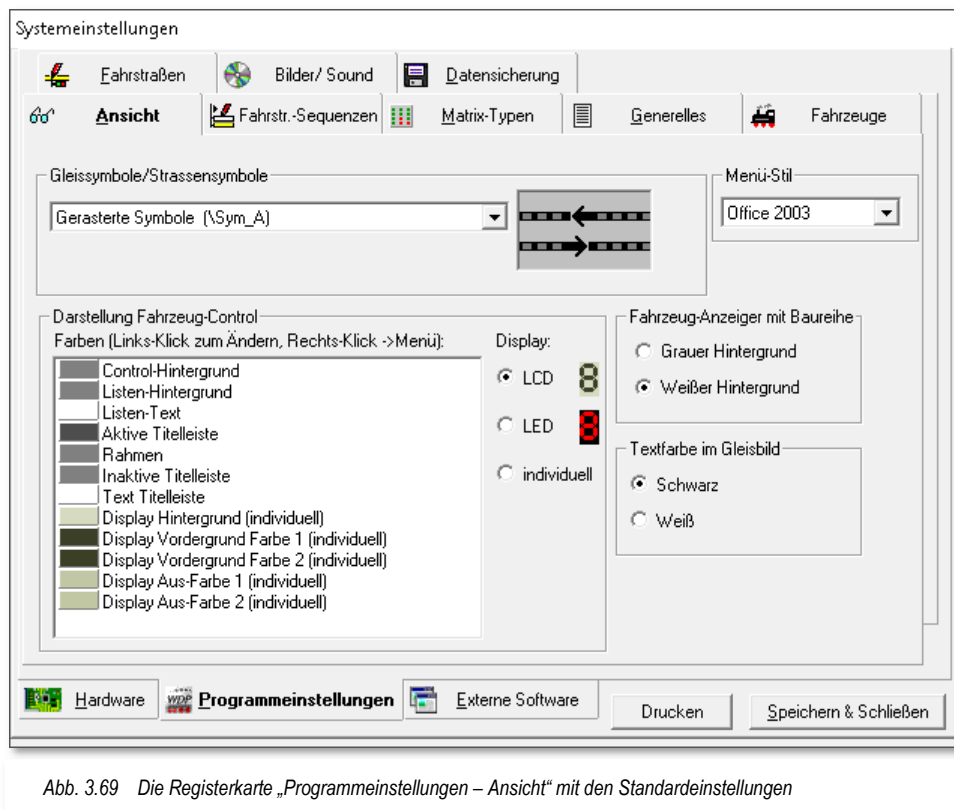 Systemeinstellungen
Fahrstraßen Bilder/ Sound Datensicherung
Ansicht Fahrstr.-Sequenzen Matrix-Typen Generelles Fahrzeuge
Gleissymbole/Strassensymbole
Gerasterte Symbole (\Sym_A)
Menü-Stil
Office 2003
Darstellung Fahrzeug-Control
Farben (Links-Klick zum Ändern, Rechts-Klick ->Menü):
Control-Hintergrund
Listen-Hintergrund
Listen-Text
Aktive Titelleiste
Rahmen
Inaktive Titelleiste
Text Titelleiste
Display Hintergrund (individuell)
Display Vordergrund Farbe 1 (individuell)
Display Vordergrund Farbe 2 (individuell)
Display Aus-Farbe 1 (individuell)
Display Aus-Farbe 2 (individuell)
Display:
LCD 8
LED 8
individuell
Fahrzeug-Anzeiger mit Baureihe
Grauer Hintergrund
Weißer Hintergrund
Textfarbe im Gleisbild
Schwarz
Weiß
Hardware WDP Programmeinstellungen Externe Software
Drucken Speichern & Schließen
Abb. 3.69 Die Registerkarte „Programmeinstellungen – Ansicht“ mit den Standardeinstellungen